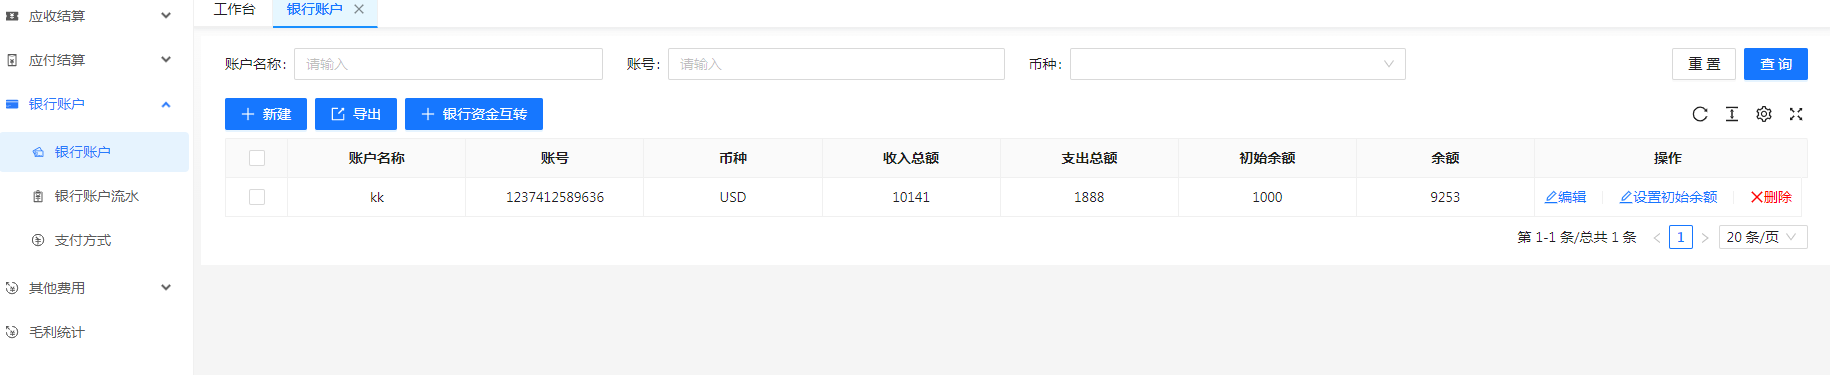 应收结算
应付结算
银行账户
银行账户
银行账户流水
支付方式
其他费用
毛利统计
工作台 银行账户
账户名称: 请输入 账号: 请输入 币种: 重 置 查 询
新建 导出 银行资金互转
账户名称 账号 币种 收入总额 支出总额 初始余额 余额 操作
kk 1237412589636 USD 10141 1888 1000 9253 编辑 设置初始余额 删除
第 1-1 条/总共 1 条 1 20 条/页